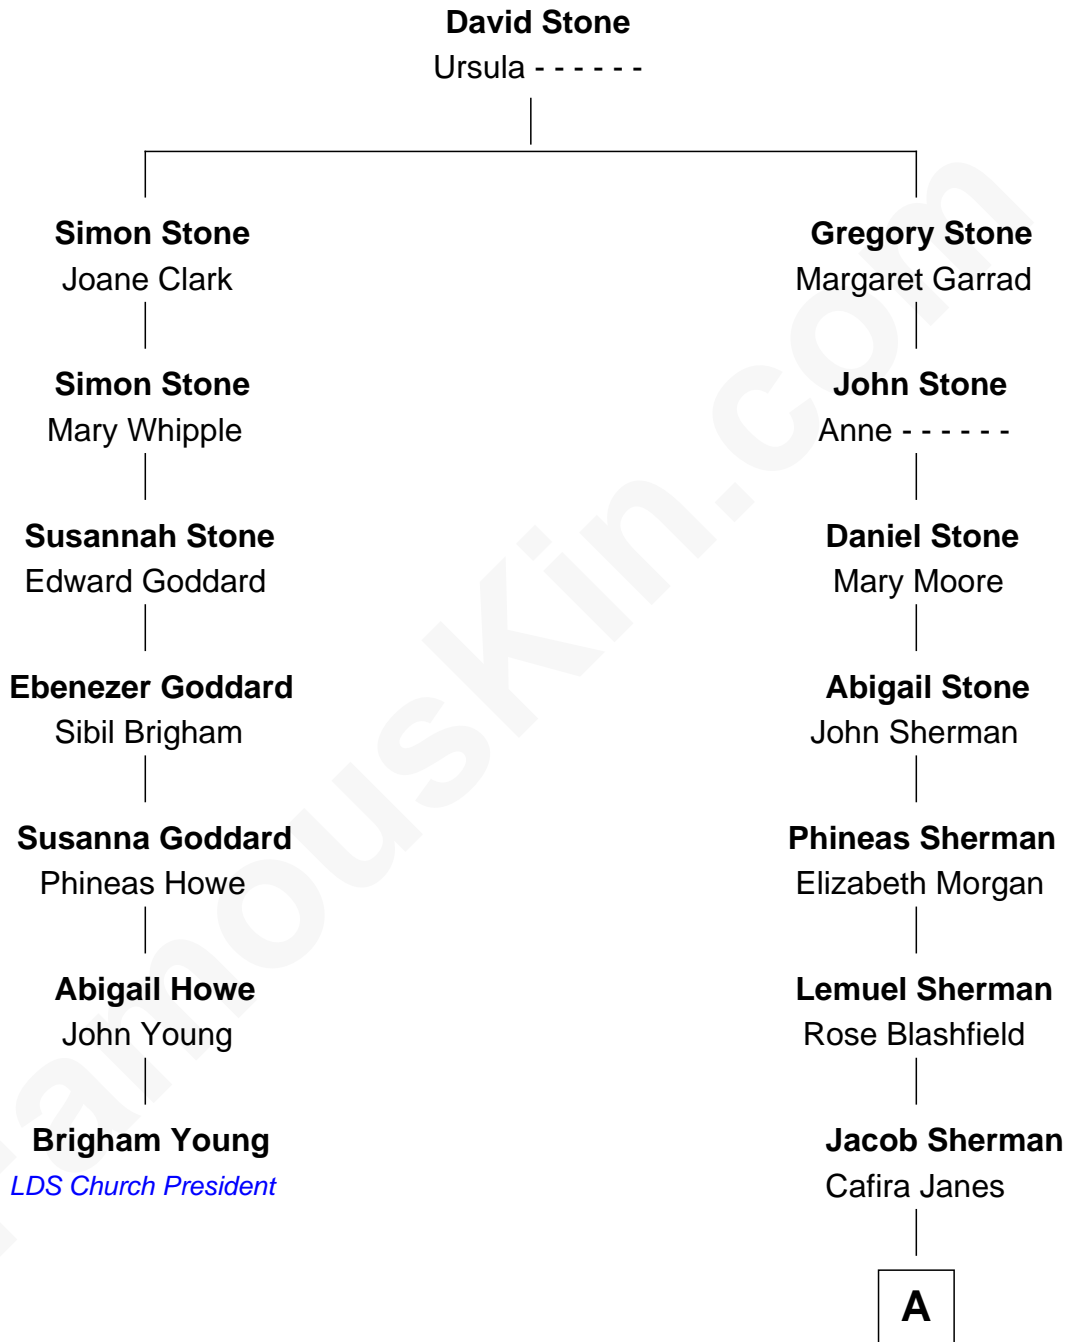 David Stone
Ursula - - - - - -
Simon Stone
Joane Clark
Gregory Stone
Margaret Garrad
Simon Stone
Mary Whipple
John Stone
Anne - - - - - -
Susannah Stone
Edward Goddard
Daniel Stone
Mary Moore
Ebenezer Goddard
Sibil Brigham
Abigail Stone
John Sherman
Susanna Goddard
Phineas Howe
Phineas Sherman
Elizabeth Morgan
Abigail Howe
John Young
Lemuel Sherman
Rose Blashfield
Brigham Young
LDS Church President
Jacob Sherman
Cafira Janes
A
FamousKin.com